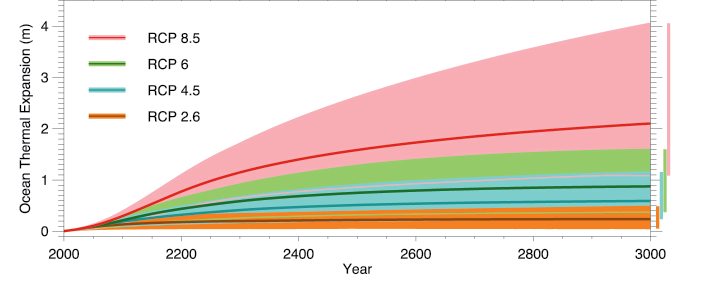 4
3
2
1
0
Ocean Thermal Expansion (m)
RCP 8.5
RCP 6
RCP 4.5
RCP 2.6
2000 2200 2400 2600 2800 3000
Year